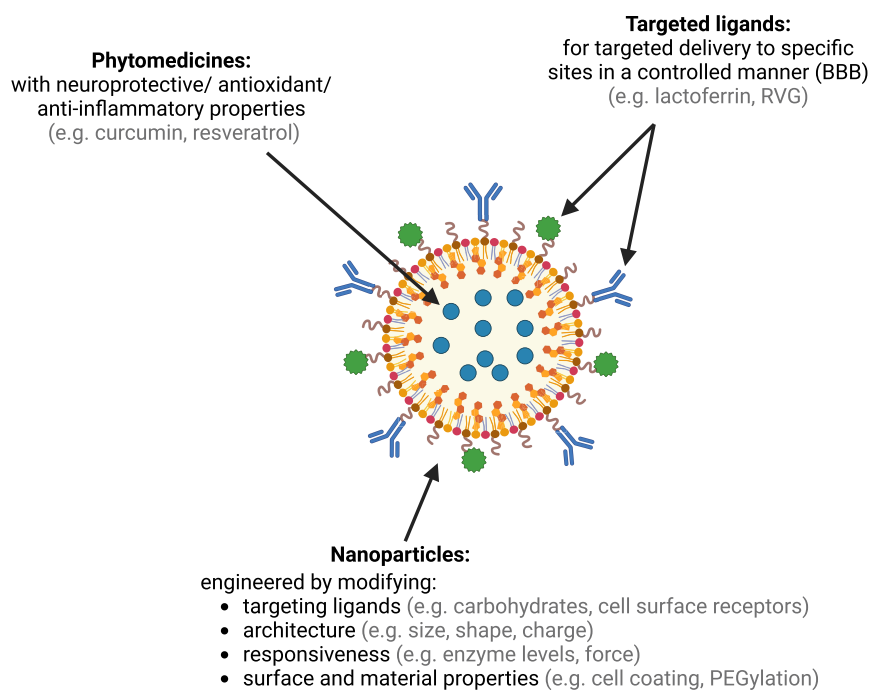 Phytomedicines:
with neuroprotective/ antioxidant/
anti-inflammatory properties
(e.g. curcumin, resveratrol)
Targeted ligands:
for targeted delivery to specific
sites in a controlled manner (BBB)
(e.g. lactoferrin, RVG)
Nanoparticles:
engineered by modifying:
• targeting ligands (e.g. carbohydrates, cell surface receptors)
• architecture (e.g. size, shape, charge)
• responsiveness (e.g. enzyme levels, force)
• surface and material properties (e.g. cell coating, PEGylation)